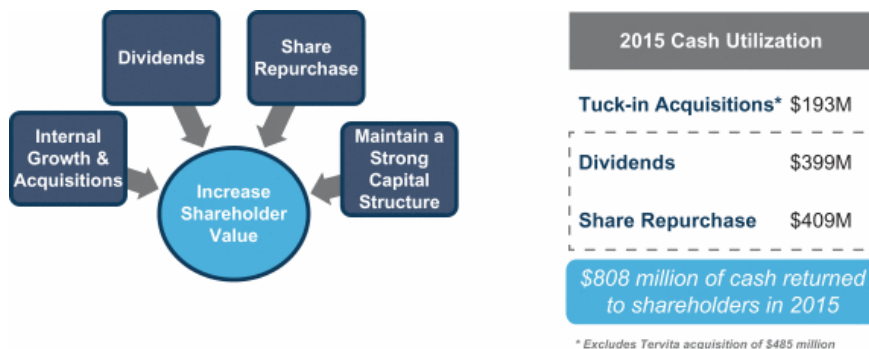 Dividends
Share
Repurchase
Internal
Growth &
Acquisitions
Maintain a
Strong
Capital
Structure
Increase
Shareholder
Value
2015 Cash Utilization
Tuck-in Acquisitions* $193M
Dividends $399M
Share Repurchase $409M
$808 million of cash returned
to shareholders in 2015
* Excludes Tervita acquisition of $485 million